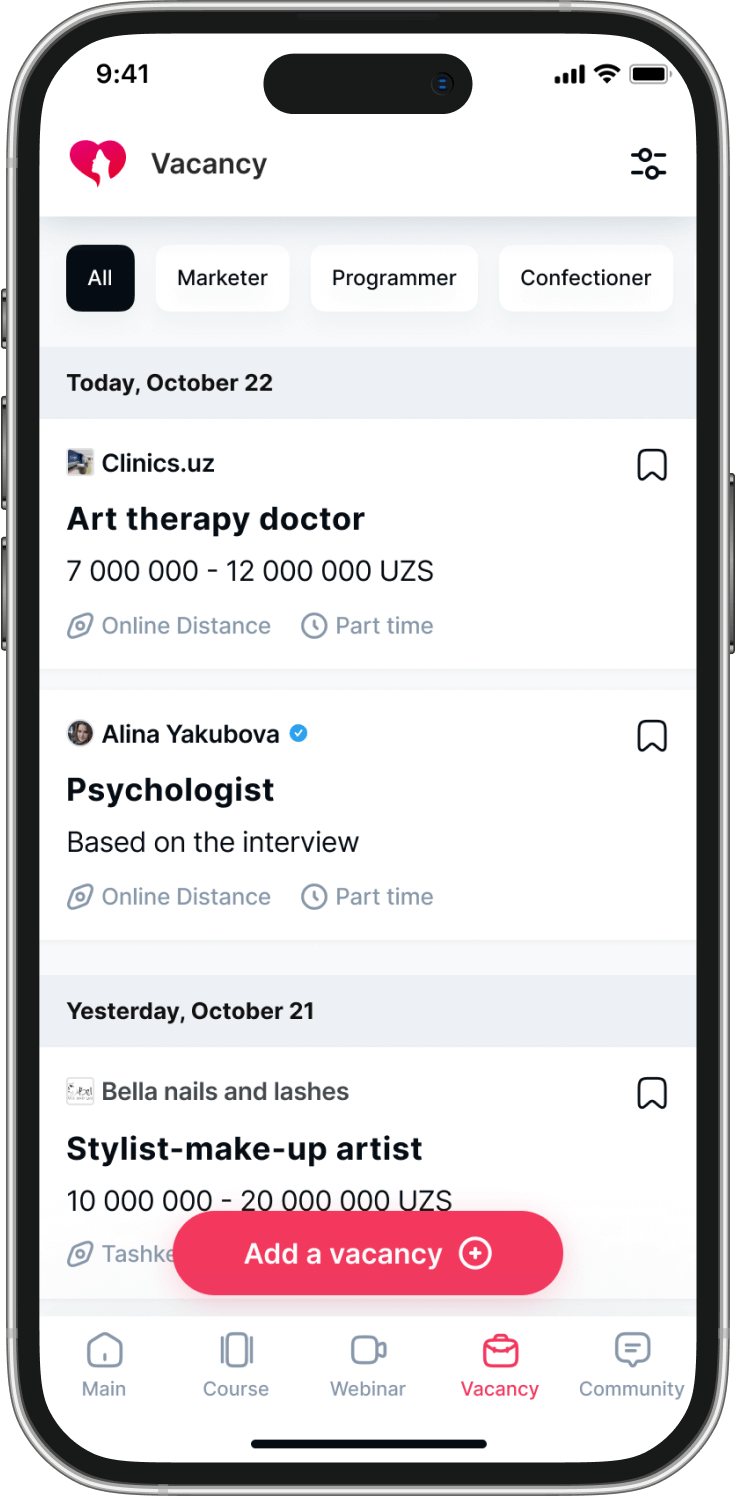 9:41
Vacancy
All
Marketer
Programmer
Confectioner
Today, October 22
Clinics.uz
Art therapy doctor
7 000 000 - 12 000 000 UZS
Online Distance
Part time
Alina Yakubova
Psychologist
Based on the interview
Online Distance
Part time
Yesterday, October 21
Bella nails and lashes
Stylist-make-up artist
10 000 000 - 20 000 000 UZS
Add a vacancy
Main
Course
Webinar
Vacancy
Community